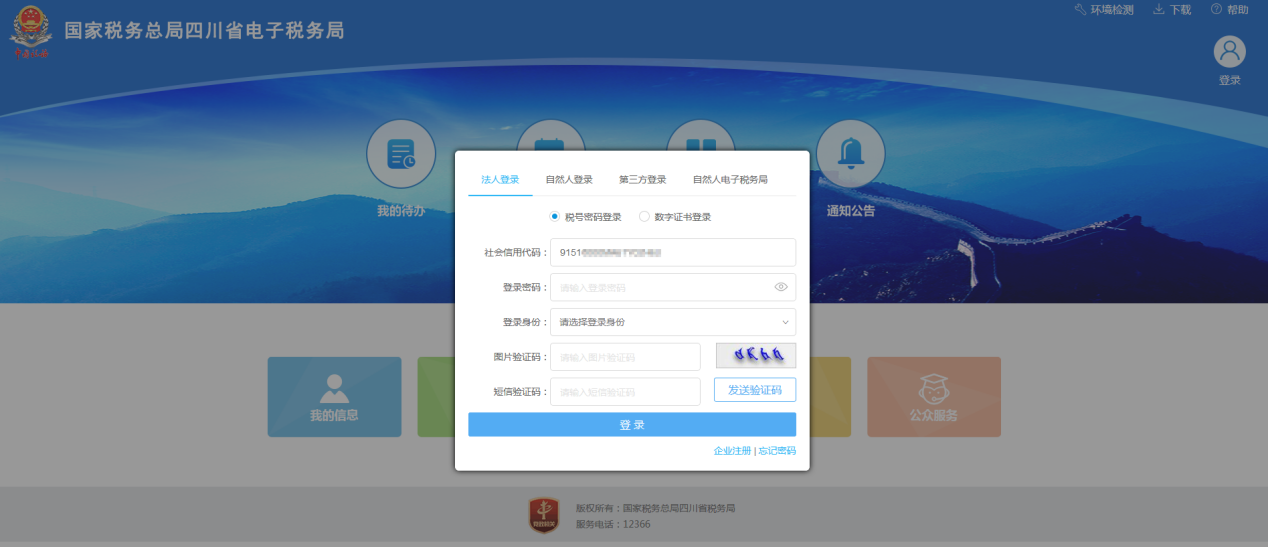 环境检测 下载 帮助
国家税务总局四川省电子税务局
中国税务
登录
我的待办
通知公告
法人登录 自然人登录 第三方登录 自然人电子税务局
税号密码登录 数字证书登录
社会信用代码：9151
登录密码：请输入登录密码
登录身份：请选择登录身份
图片验证码：请输入图片验证码
短信验证码：请输入短信验证码 发送验证码
登录
企业注册 | 忘记密码
我的信息
公众服务
党政机关
版权所有：国家税务总局四川省税务局
服务电话：12366